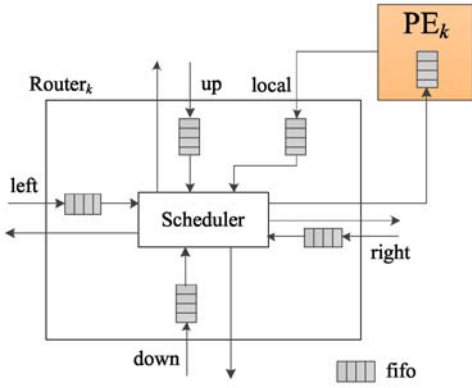 PEₖ
up
local
Routerₖ
left
Scheduler
right
down
fifo